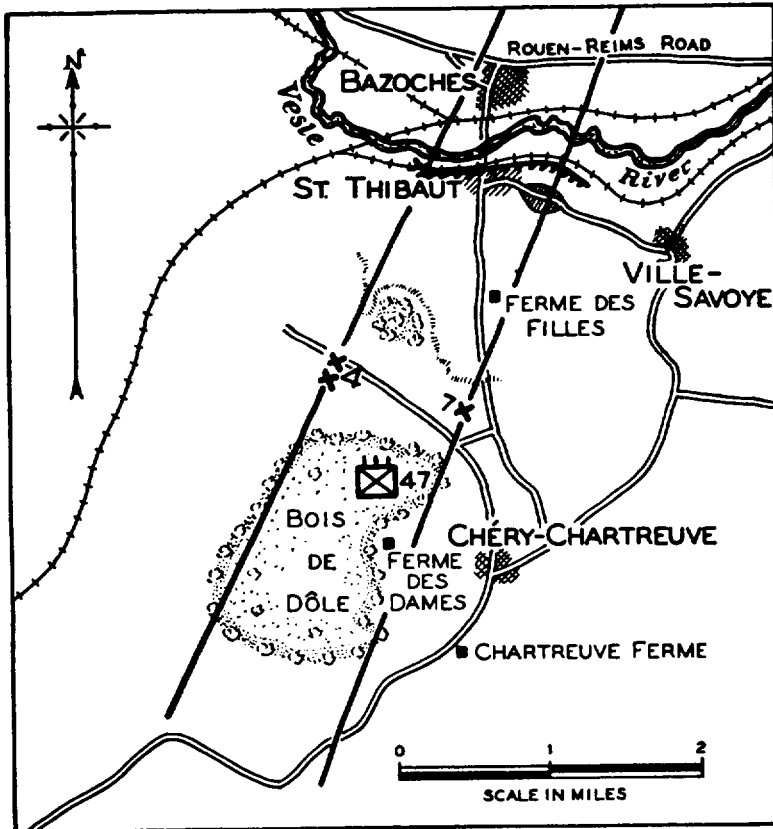 ROUEN-REIMS ROAD
N
BAZOCHES
Vesle
ST. THIBAUT
River
VILLE-
SAVOYE
FERME DES
FILLES
4
7
47
BOIS
DE
DÔLE
CHÉRY-CHARTREUVE
FERME
DES
DAMES
CHARTREUVE FERME
0 1 2
SCALE IN MILES